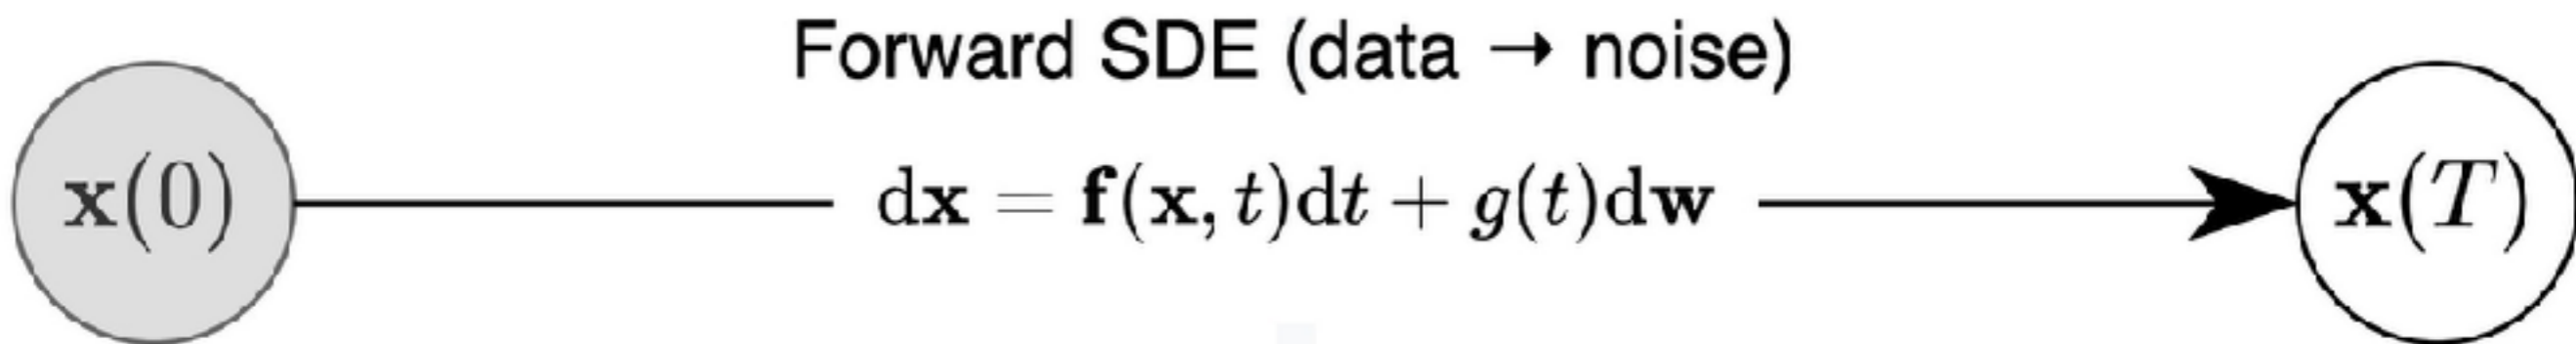 Forward SDE (data → noise)
x(0)
dx = f(x, t)dt + g(t)dw
x(T)